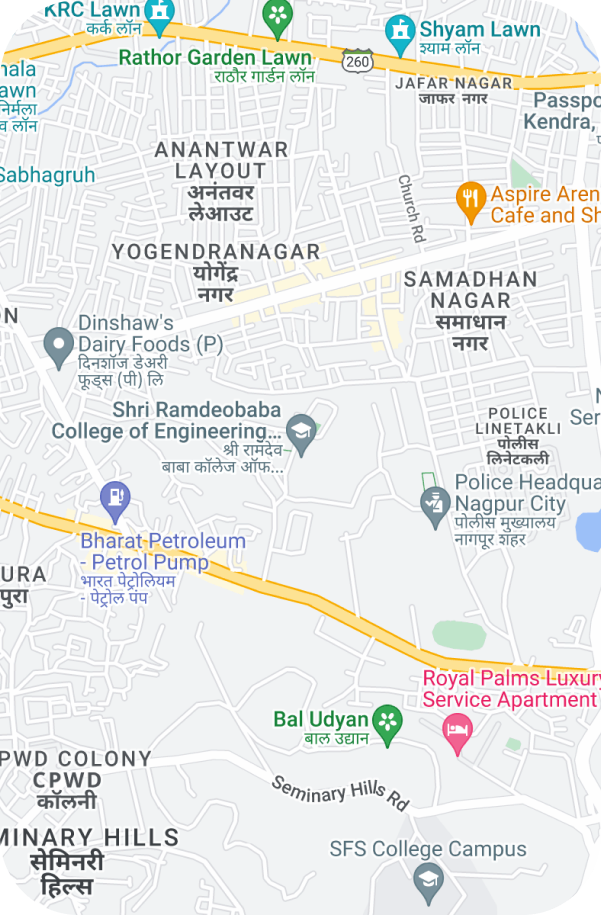 KRC Lawn
कर्क लॉन
Shyam Lawn
श्याम लॉन
Rathor Garden Lawn
राठौर गार्डन लॉन
260
JAFAR NAGAR
जाफर नगर
nala
awn
निर्मला
व लॉन
Passpo
Kendra,
ANANTWAR
LAYOUT
अनंतवर
लेआउट
Sabhagruh
Church Rd
Aspire Aren
Cafe and Sh
YOGENDRANAGAR
योगेंद्र
नगर
SAMADHAN
NAGAR
समाधान
नगर
ON
Dinshaw's
Dairy Foods (P)
दिनशॉज डेअरी
फूड्स (पी) लि
Shri Ramdeobaba
College of Engineering...
श्री रामदेव
बाबा कॉलेज ऑफ...
POLICE
LINETAKLI
पोलीस
लिनेटकली
N
Ser
Police Headqua
Nagpur City
पोलीस मुख्यालय
नागपूर शहर
Bharat Petroleum
- Petrol Pump
भारत पेट्रोलियम
- पेट्रोल पंप
URA
पुरा
Royal Palms Luxury
Service Apartment
Bal Udyan
बाल उद्यान
PWD COLONY
CPWD
कॉलनी
Seminary Hills Rd
MINARY HILLS
सेमिनरी
हिल्स
SFS College Campus